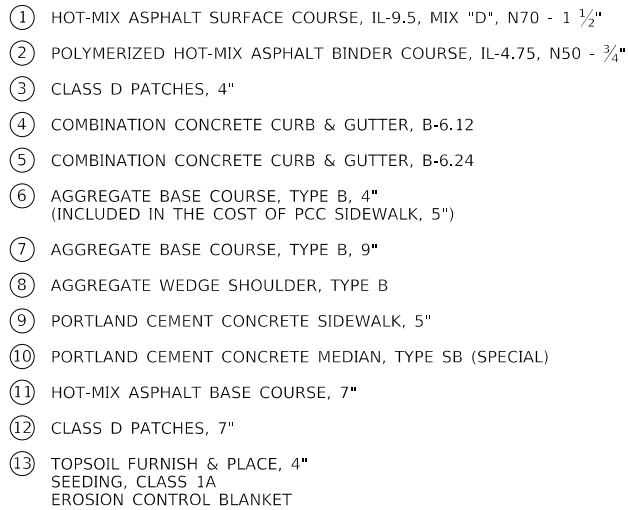 1 HOT-MIX ASPHALT SURFACE COURSE, IL-9.5, MIX "D", N70 - 1 ½"
2 POLYMERIZED HOT-MIX ASPHALT BINDER COURSE, IL-4.75, N50 - ¾"
3 CLASS D PATCHES, 4"
4 COMBINATION CONCRETE CURB & GUTTER, B-6.12
5 COMBINATION CONCRETE CURB & GUTTER, B-6.24
6 AGGREGATE BASE COURSE, TYPE B, 4"
(INCLUDED IN THE COST OF PCC SIDEWALK, 5")
7 AGGREGATE BASE COURSE, TYPE B, 9"
8 AGGREGATE WEDGE SHOULDER, TYPE B
9 PORTLAND CEMENT CONCRETE SIDEWALK, 5"
10 PORTLAND CEMENT CONCRETE MEDIAN, TYPE SB (SPECIAL)
11 HOT-MIX ASPHALT BASE COURSE, 7"
12 CLASS D PATCHES, 7"
13 TOPSOIL FURNISH & PLACE, 4"
SEEDING, CLASS 1A
EROSION CONTROL BLANKET